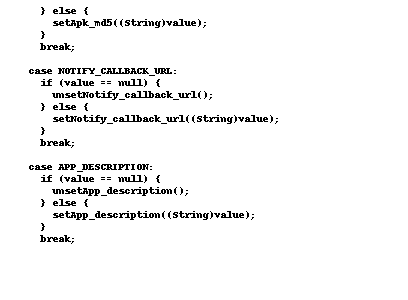 } else {
setApk_md5((String)value);
}
break;
case NOTIFY_CALLBACK_URL:
if (value == null) {
unsetNotify_callback_url();
} else {
setNotify_callback_url((String)value);
}
break;
case APP_DESCRIPTION:
if (value == null) {
unsetApp_description();
} else {
setApp_description((String)value);
}
break;